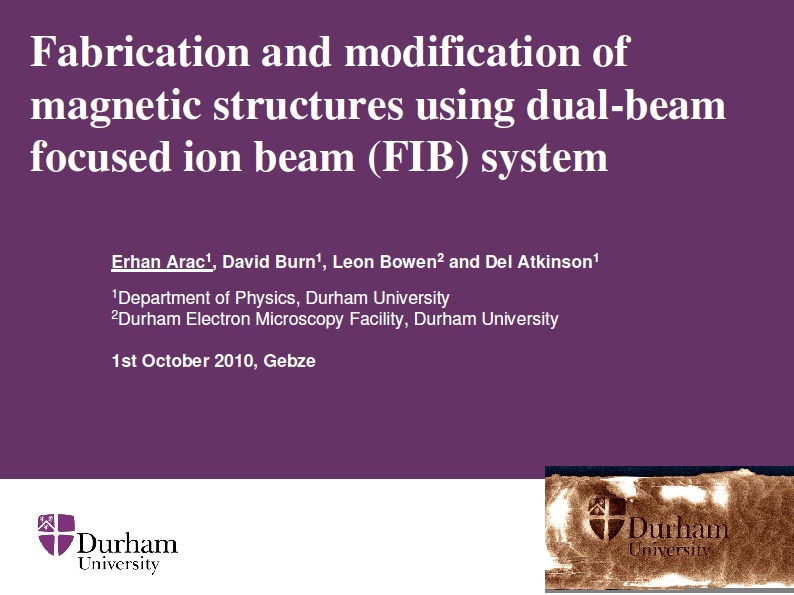 Fabrication and modification of
magnetic structures using dual-beam
focused ion beam (FIB) system
Erhan Arac¹, David Burn¹, Leon Bowen² and Del Atkinson¹
¹Department of Physics, Durham University
²Durham Electron Microscopy Facility, Durham University
1st October 2010, Gebze
Durham
University
Durham
University